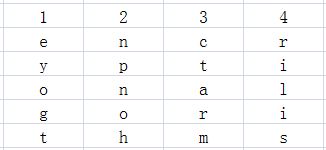 1 2 3 4
e n c r
y p t i
o n a l
g o r i
t h m s